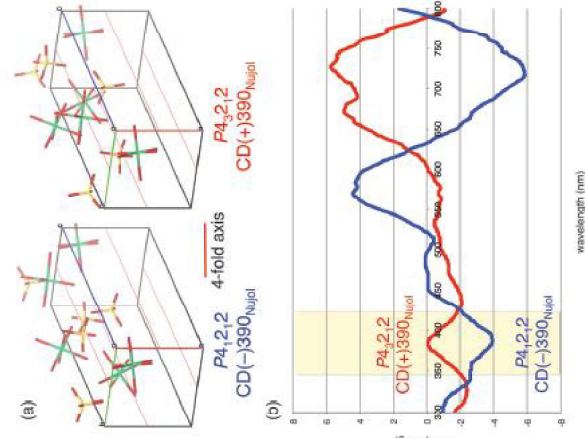 (a)
P4₁2₁2
CD(−)390Nujol
4-fold axis
P4₃2₁2
CD(+)390Nujol
(b)
8
6
4
2
0
-2
-4
-6
-8
350
400
450
500
550
600
650
700
750
800
P4₃2₁2
CD(+)390Nujol
P4₁2₁2
CD(−)390Nujol
wavelength (nm)